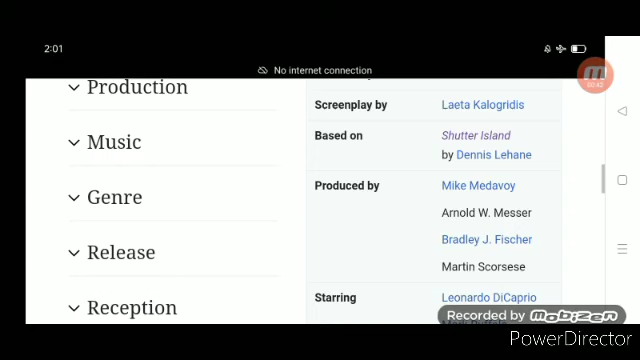 2:01
No internet connection
00:42
Production
Music
Genre
Release
Reception
Screenplay by Laeta Kalogridis
Based on Shutter Island
by Dennis Lehane
Produced by Mike Medavoy
Arnold W. Messer
Bradley J. Fischer
Martin Scorsese
Starring Leonardo DiCaprio
Recorded by Mobizen
PowerDirector